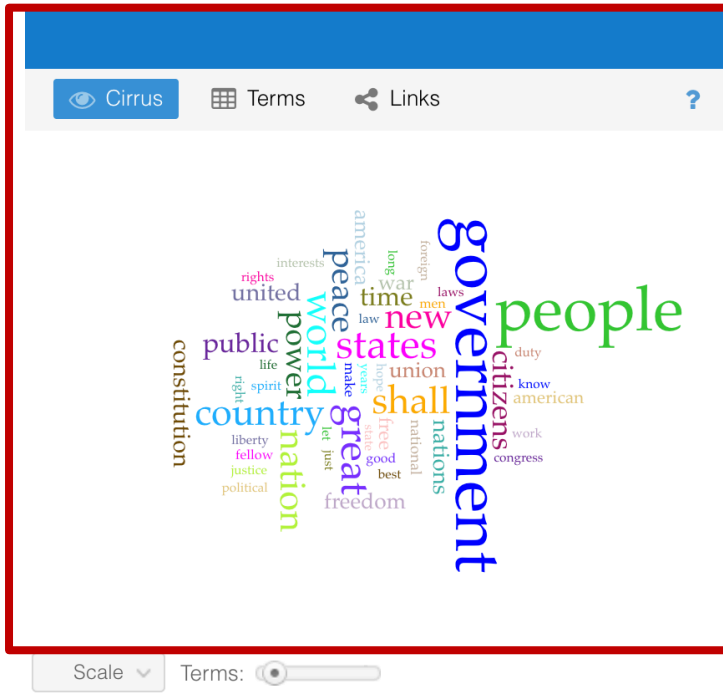 Cirrus Terms Links ?
government
people
america
long
foreign
interests
peace
rights
united
war
laws
time
men
world
law
new
power
public
states
constitution
life
make
years
hope
union
citizens
duty
right
spirit
shall
know
american
country
great
let
state
free
national
nations
work
liberty
nation
fellow
just
good
congress
justice
best
political
freedom
Scale Terms: